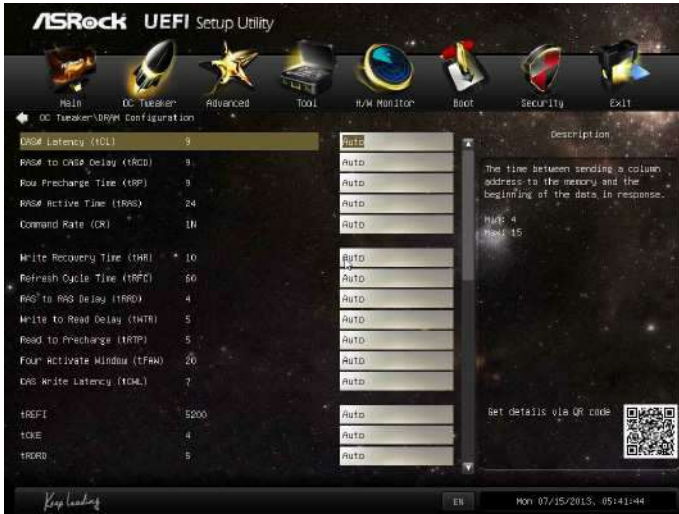 ASRock UEFI Setup Utility
Main OC Tweaker Advanced Tool H/W Monitor Boot Security Exit
OC Tweaker\DRAM Configuration
Description
CAS# Latency (tCL) 9 Auto
RAS# to CAS# Delay (tRCD) 9 Auto
The time between sending a column
Row Precharge Time (tRP) 9 Auto
address to the memory and the
beginning of the data in response.
RAS# Active Time (tRAS) 24 Auto
Min: 4
Command Rate (CR) 1N Auto
Max: 15
Write Recovery Time (tWR) 10 Auto
Refresh Cycle Time (tRFC) 60 Auto
RAS to RAS Delay (tRRD) 4 Auto
Write to Read Delay (tWTR) 5 Auto
Read to Precharge (tRTP) 5 Auto
Four Activate Window (tFAW) 20 Auto
CAS Write Latency (tCWL) 7 Auto
tREFI 5200 Auto
Get details via QR code
tCKE 4 Auto
tRDRD 5 Auto
Keep Leading
EN
Mon 07/15/2013, 05:41:44